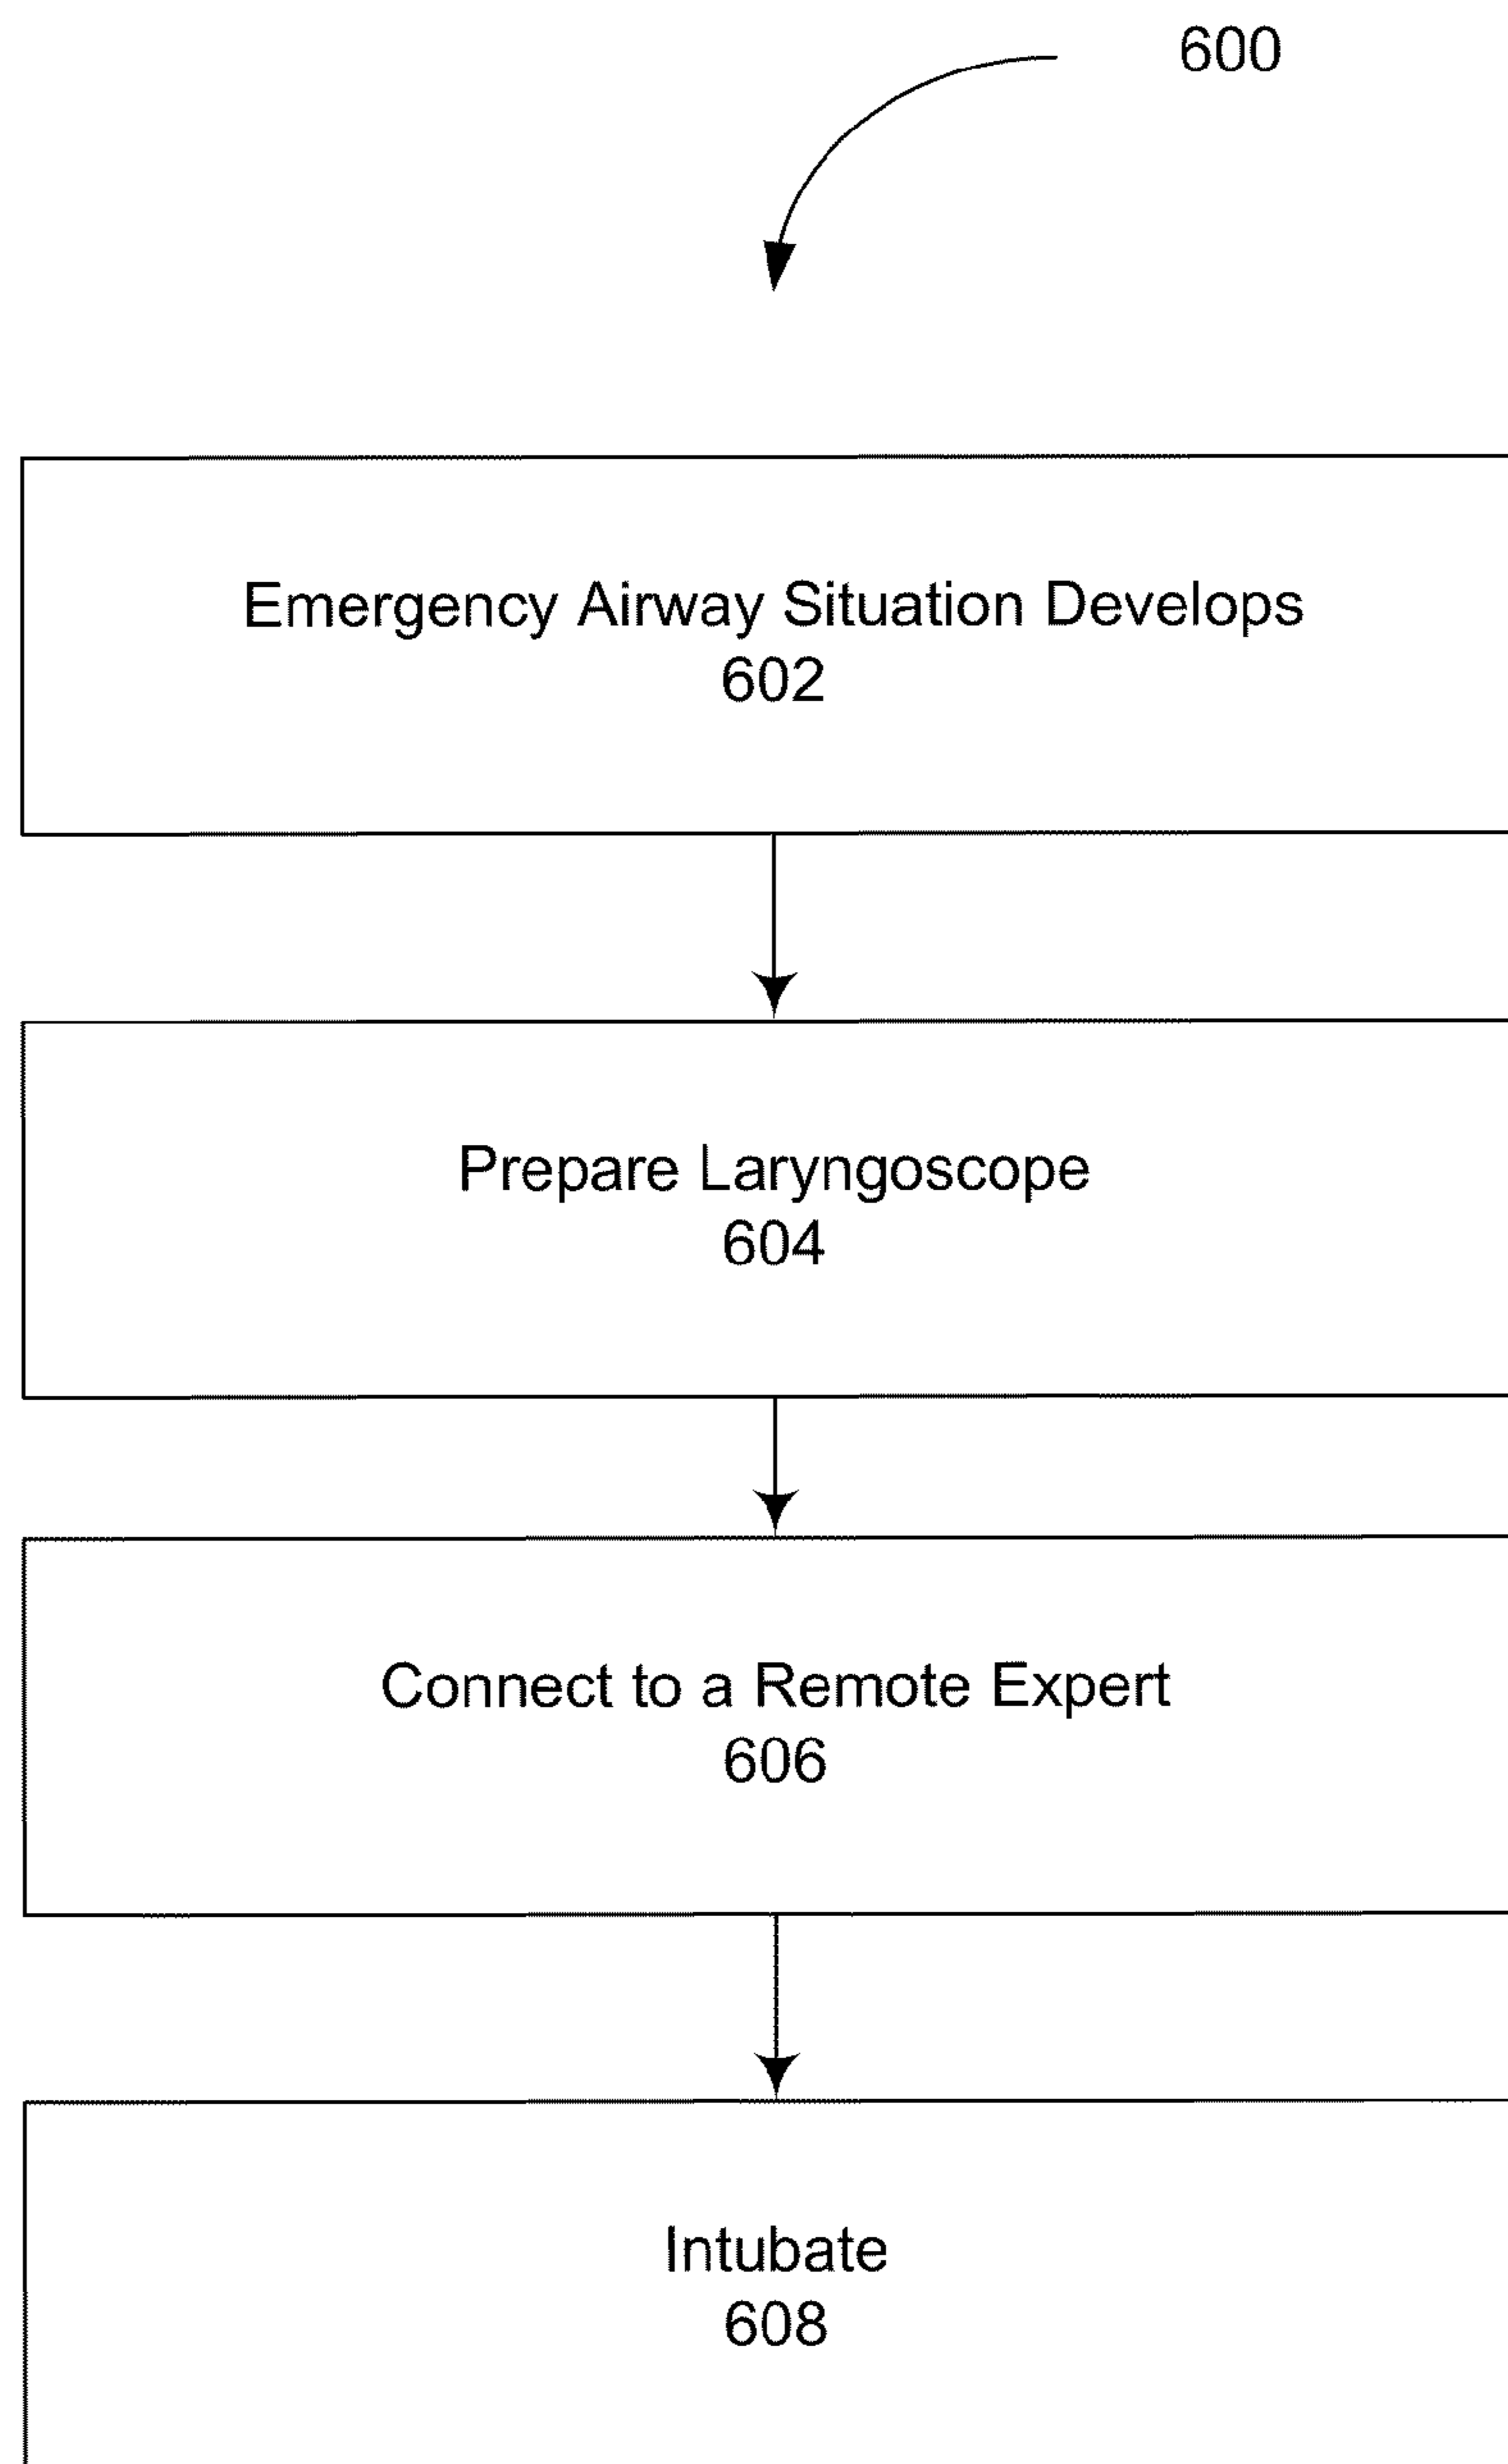 600
Emergency Airway Situation Develops
602
Prepare Laryngoscope
604
Connect to a Remote Expert
606
Intubate
608